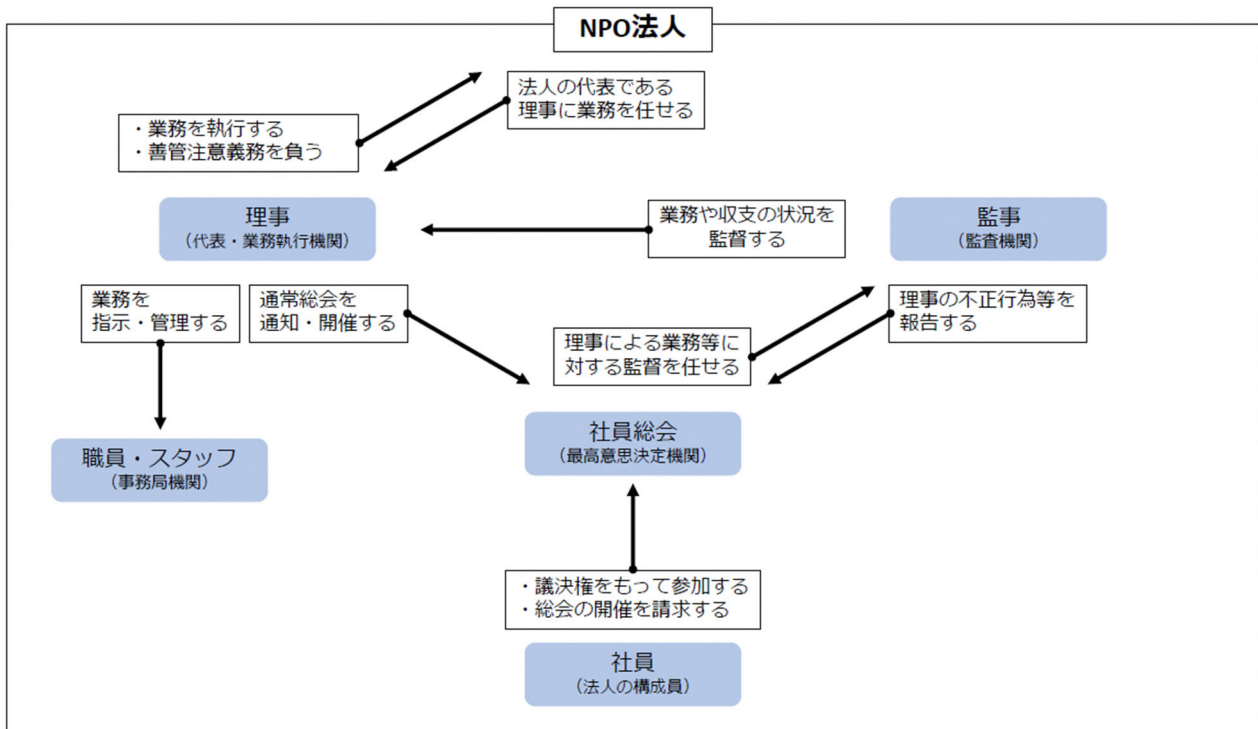 NPO法人
法人の代表である
理事に業務を任せる
・業務を執行する
・善管注意義務を負う
理事
(代表・業務執行機関)
業務や収支の状況を
監督する
監事
(監査機関)
業務を
指示・管理する
通常総会を
通知・開催する
理事の不正行為等を
報告する
理事による業務等に
対する監督を任せる
社員総会
(最高意思決定機関)
職員・スタッフ
(事務局機関)
・議決権をもって参加する
・総会の開催を請求する
社員
(法人の構成員)